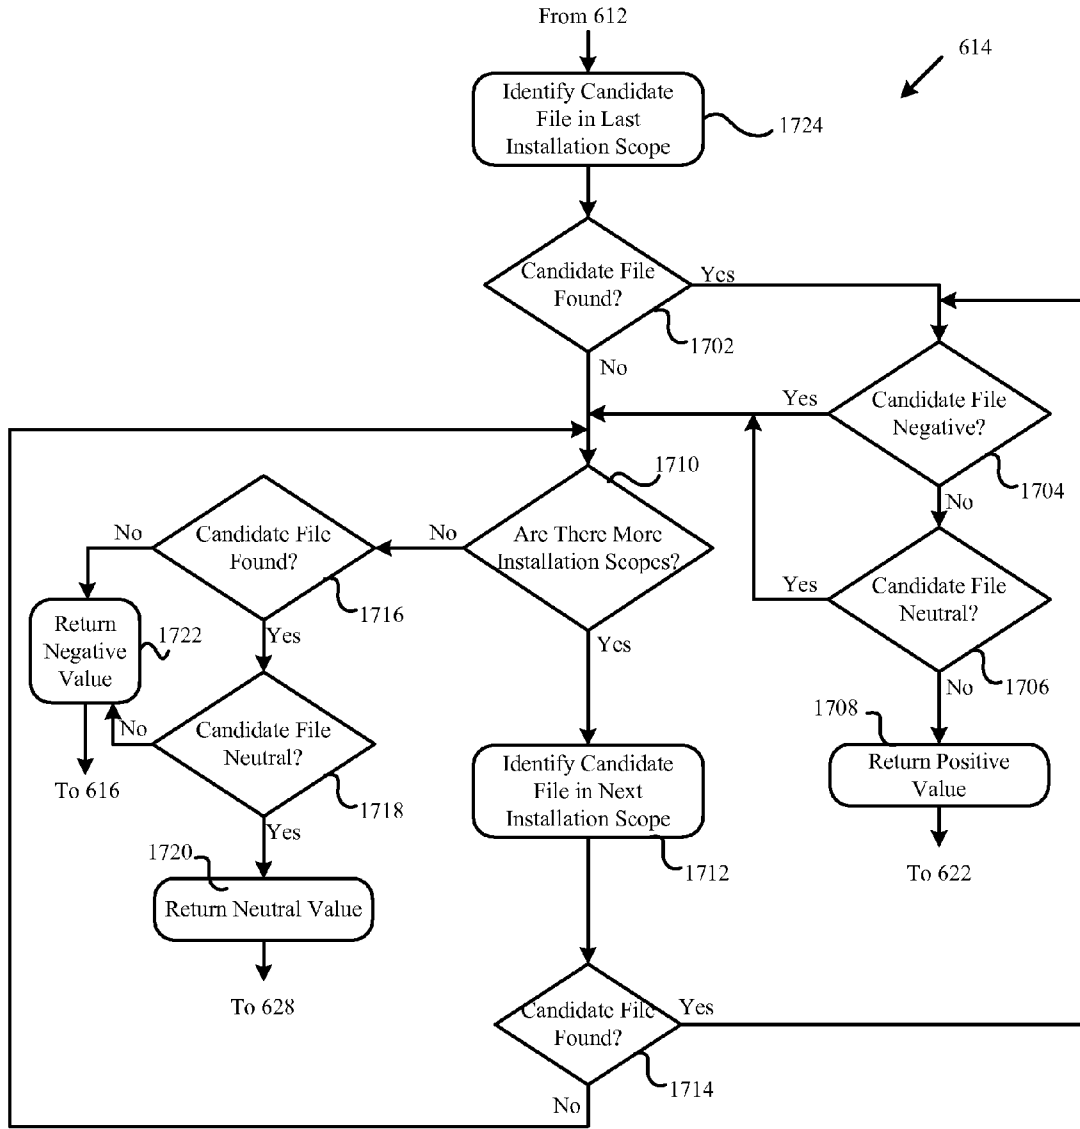 From 612
614
Identify Candidate
File in Last
Installation Scope
1724
Candidate File
Found?
Yes
1702
No
Yes
Candidate File
Negative?
1704
No
1710
No
Candidate File
Found?
1716
No
Are There More
Installation Scopes?
Yes
Candidate File
Neutral?
1706
No
Return
Negative
Value
1722
Yes
Yes
No
Candidate File
Neutral?
1718
To 616
Identify Candidate
File in Next
Installation Scope
1712
1708
Return Positive
Value
To 622
Yes
1720
Return Neutral Value
To 628
Candidate File
Found?
Yes
1714
No